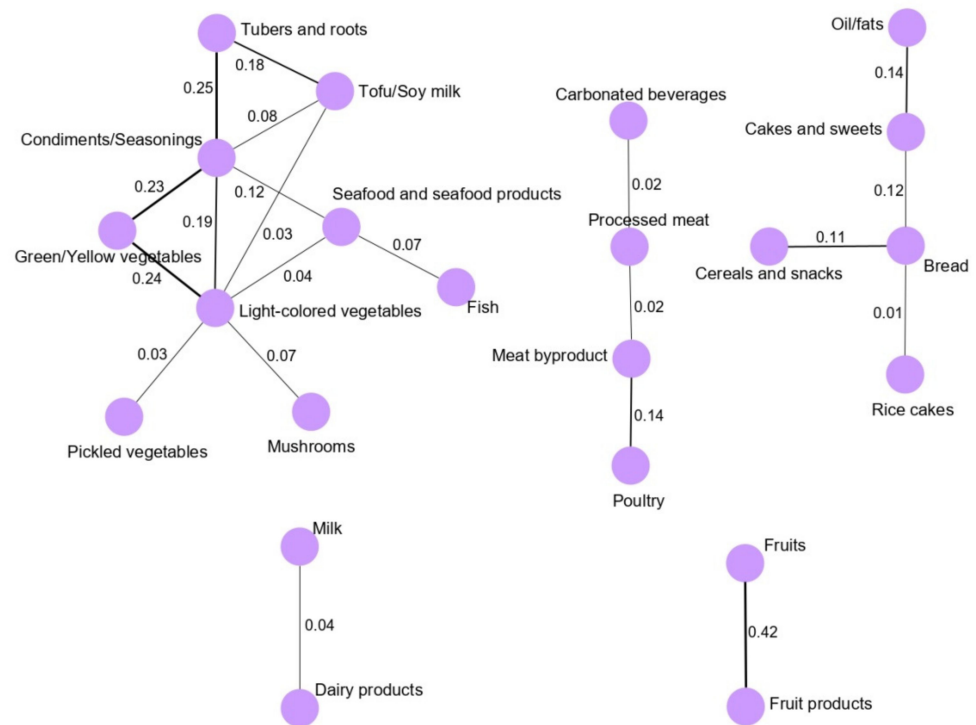 Tubers and roots
0.18
0.25
Tofu/Soy milk
0.08
Condiments/Seasonings
0.23
0.12
Seafood and seafood products
0.19
0.03
0.07
Green/Yellow vegetables
0.24
0.04
Light-colored vegetables
Fish
0.03
0.07
Pickled vegetables
Mushrooms
Carbonated beverages
0.02
Processed meat
0.02
Meat byproduct
0.14
Poultry
Oil/fats
0.14
Cakes and sweets
0.12
0.11
Cereals and snacks
Bread
0.01
Rice cakes
Milk
0.04
Dairy products
Fruits
0.42
Fruit products